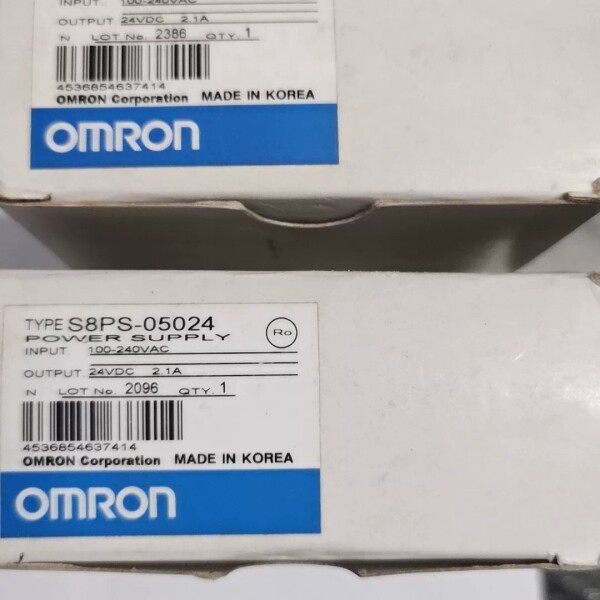 INPUT 100-240VAC
OUTPUT 24VDC 2.1A
N LOT No. 2386 QTY. 1
4536854637414
OMRON Corporation MADE IN KOREA
OMRON
TYPE S8PS-05024
POWER SUPPLY Ro
INPUT 100-240VAC
OUTPUT 24VDC 2.1A
N LOT No. 2096 QTY. 1
4536854637414
OMRON Corporation MADE IN KOREA
OMRON